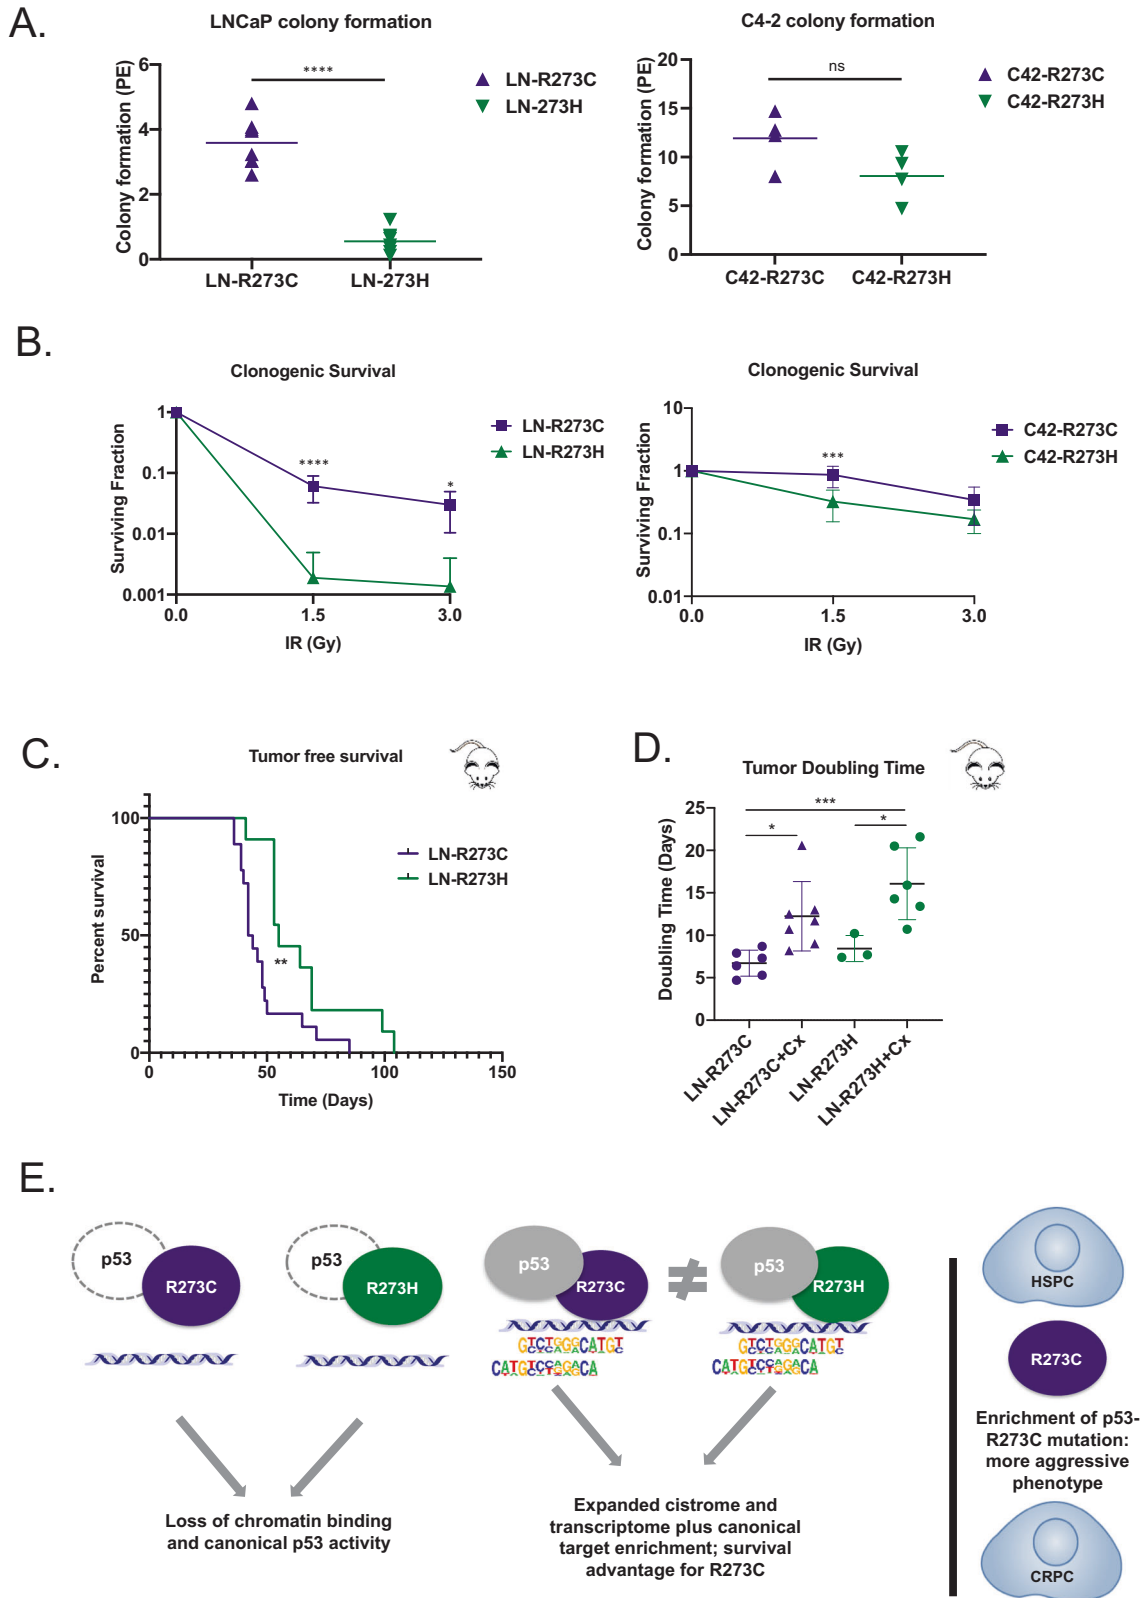 A.
LNCaP colony formation
Colony formation (PE)
6
4
2
0
****
LN-R273C
LN-273H
LN-R273C
LN-273H
C4-2 colony formation
Colony formation (PE)
20
15
10
5
0
ns
C42-R273C
C42-R273H
C42-R273C
C42-R273H
B.
Clonogenic Survival
Surviving Fraction
1
0.1
0.01
0.001
****
*
LN-R273C
LN-R273H
0.0
1.5
3.0
IR (Gy)
Clonogenic Survival
Surviving Fraction
10
1
0.1
0.01
***
C42-R273C
C42-R273H
0.0
1.5
3.0
IR (Gy)
C.
Tumor free survival
Percent survival
100
50
0
**
LN-R273C
LN-R273H
0
50
100
150
Time (Days)
D.
Tumor Doubling Time
Doubling Time (Days)
25
20
15
10
5
0
***
*
*
LN-R273C
LN-R273C+Cx
LN-R273H
LN-R273H+Cx
E.
p53
R273C
p53
R273H
p53
R273C
≠
p53
R273H
Loss of chromatin binding
and canonical p53 activity
Expanded cistrome and
transcriptome plus canonical
target enrichment; survival
advantage for R273C
HSPC
R273C
Enrichment of p53-
R273C mutation:
more aggressive
phenotype
CRPC